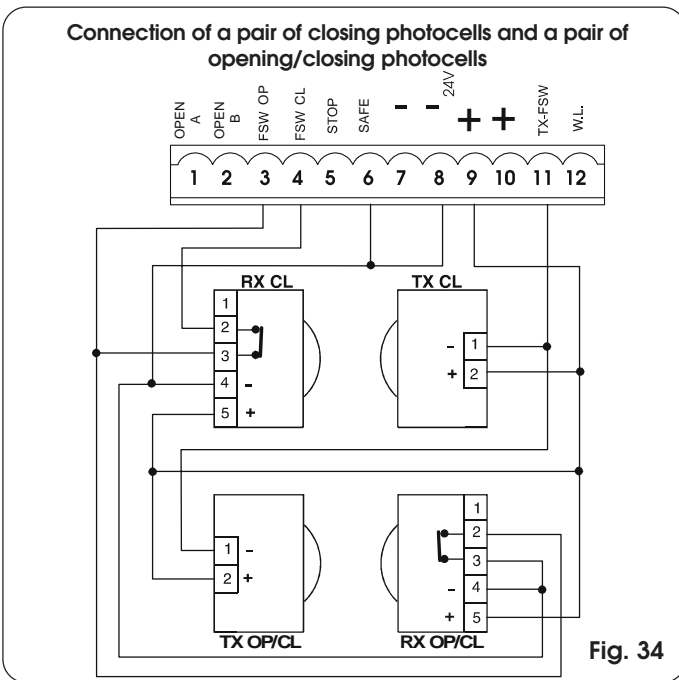 Connection of a pair of closing photocells and a pair of
opening/closing photocells
OPEN A
OPEN B
FSW OP
FSW CL
STOP
SAFE
-
- 24V
+
+
TX-FSW
W.L.
1 2 3 4 5 6 7 8 9 10 11 12
RX CL
1
2
3
4 -
5 +
TX CL
- 1
+ 2
1 -
2 +
TX OP/CL
1
2
3
- 4
+ 5
RX OP/CL
Fig. 34